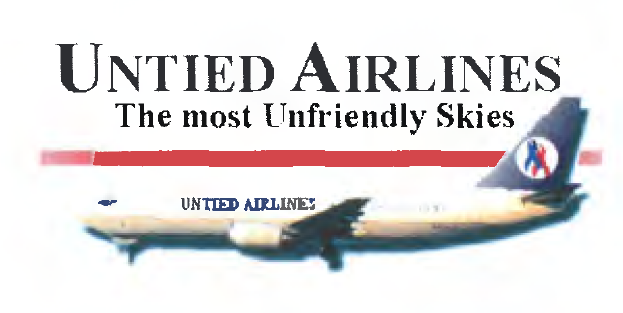 UNTIED AIRLINES
The most Unfriendly Skies
UNTIED AIRLINES